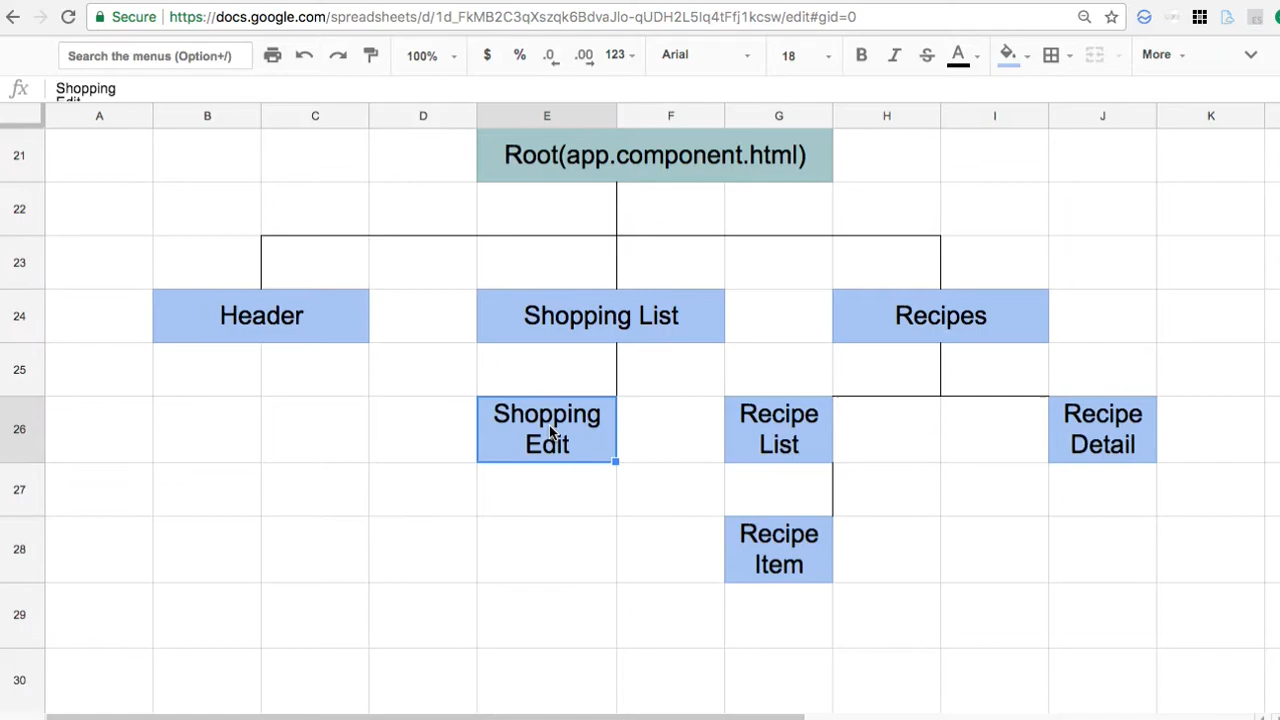 Secure https://docs.google.com/spreadsheets/d/1d_FkMB2C3qXszqk6BdvaJlo-qUDH2L5lq4tFfj1kcsw/edit#gid=0
Search the menus (Option+/) 100% $ % .0 .00 123 Arial 18 B I S A More
fx Shopping
Edit
A B C D E F G H I J K
21 Root(app.component.html)
22
23
24 Header Shopping List Recipes
25
Shopping Recipe Recipe
26
Edit List Detail
27
Recipe
28
Item
29
30